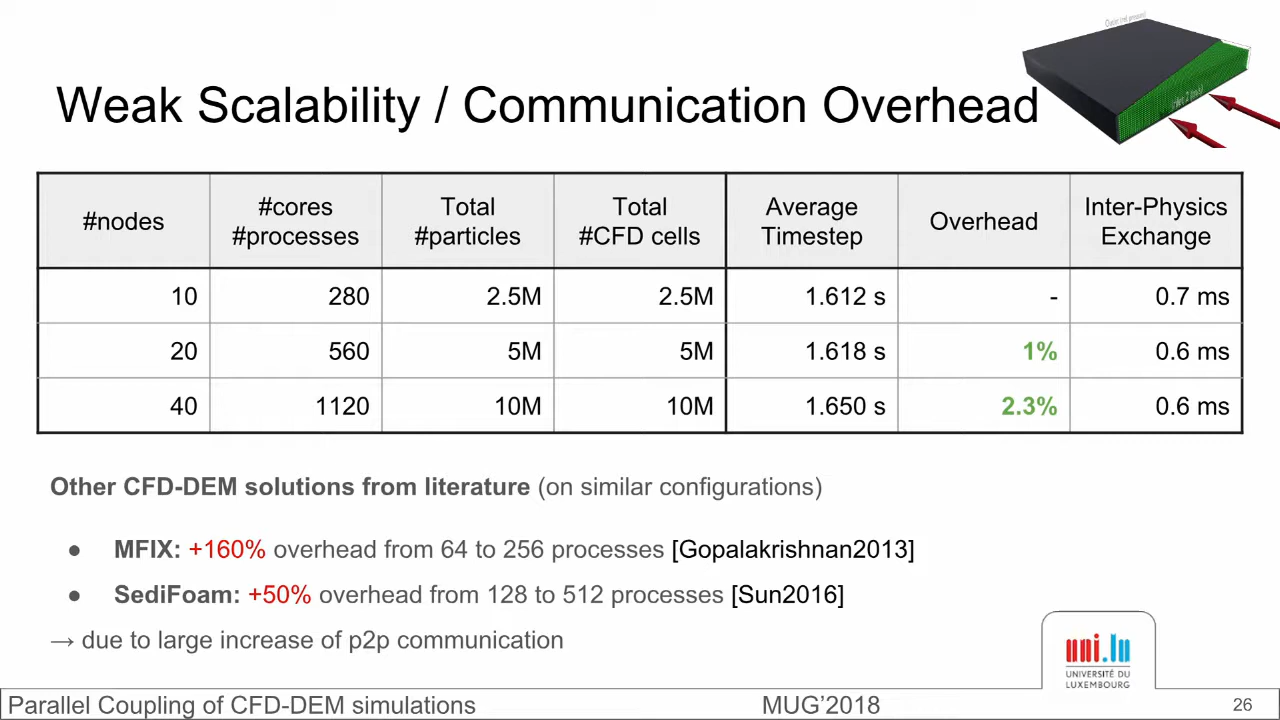 Weak Scalability / Communication Overhead
#nodes #cores #processes Total #particles Total #CFD cells Average Timestep Overhead Inter-Physics Exchange
10 280 2.5M 2.5M 1.612 s - 0.7 ms
20 560 5M 5M 1.618 s 1% 0.6 ms
40 1120 10M 10M 1.650 s 2.3% 0.6 ms
Other CFD-DEM solutions from literature (on similar configurations)
● MFIX: +160% overhead from 64 to 256 processes [Gopalakrishnan2013]
● SediFoam: +50% overhead from 128 to 512 processes [Sun2016]
→ due to large increase of p2p communication
uni.lu
UNIVERSITÉ DU
LUXEMBOURG
Parallel Coupling of CFD-DEM simulations MUG’2018 26